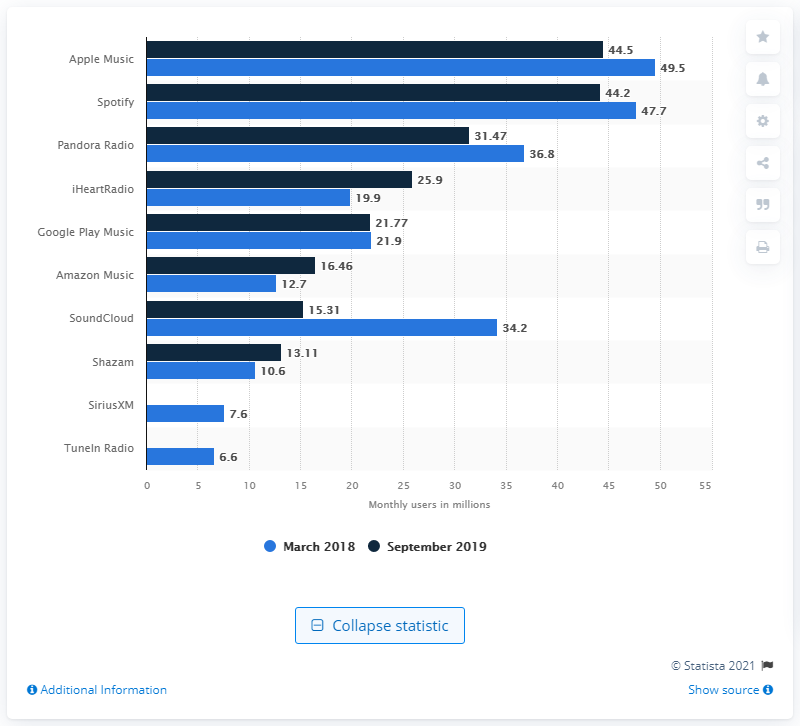 Apple Music 44.5
49.5
Spotify 44.2
47.7
Pandora Radio 31.47
36.8
iHeartRadio 25.9
19.9
Google Play Music 21.77
21.9
Amazon Music 16.46
12.7
SoundCloud 15.31
34.2
Shazam 13.11
10.6
SiriusXM 7.6
TuneIn Radio 6.6
0 5 10 15 20 25 30 35 40 45 50 55
Monthly users in millions
March 2018 September 2019
Collapse statistic
© Statista 2021
Additional Information Show source